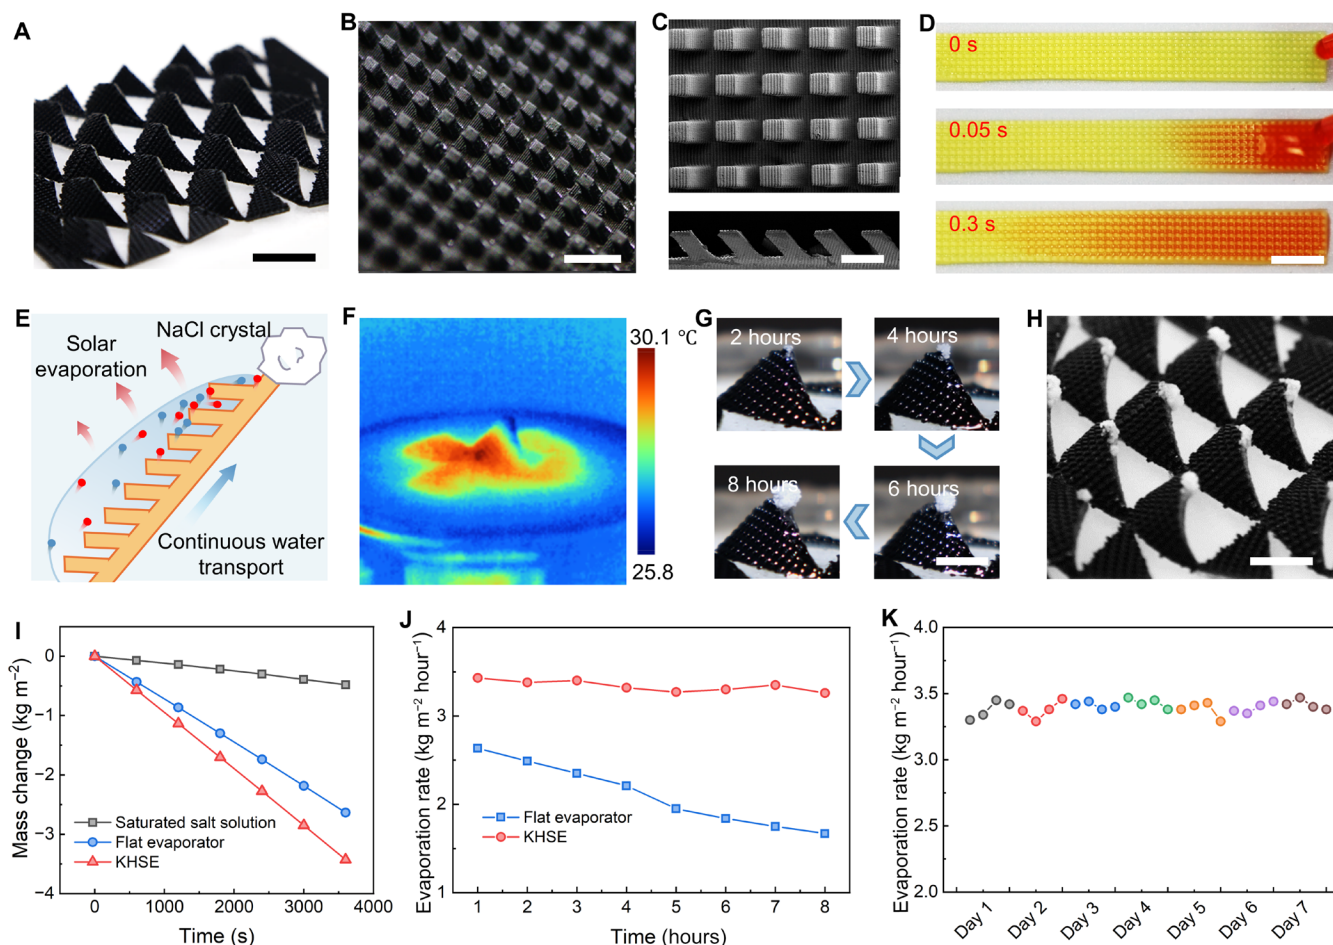 A
B
C
D
0 s
0.05 s
0.3 s
E
NaCl crystal
Solar
evaporation
Continuous water
transport
F
30.1 ℃
25.8
G
2 hours
4 hours
8 hours
6 hours
H
I
Mass change (kg m⁻²)
0
−1
−2
−3
−4
Saturated salt solution
Flat evaporator
KHSE
0 1000 2000 3000 4000
Time (s)
J
Evaporation rate (kg m⁻² hour⁻¹)
4
3
2
1
Flat evaporator
KHSE
1 2 3 4 5 6 7 8
Time (hours)
K
Evaporation rate (kg m⁻² hour⁻¹)
4.0
3.5
3.0
2.5
2.0
Day 1 Day 2 Day 3 Day 4 Day 5 Day 6 Day 7